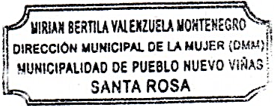 MIRIAN BERTILA VALENZUELA MONTENEGRO
DIRECCIÓN MUNICIPAL DE LA MUJER (DMM)
MUNICIPALIDAD DE PUEBLO NUEVO VIÑAS
SANTA ROSA